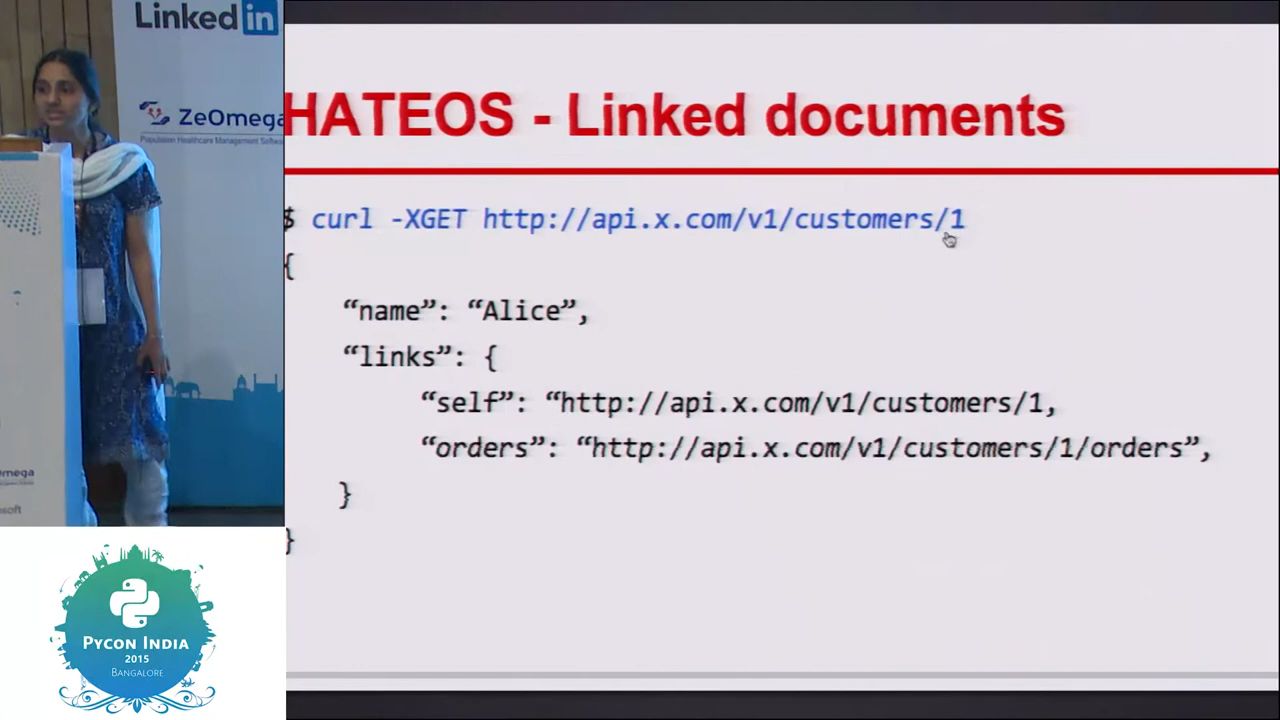 Linked in
ZeOmega
Population Healthcare Management Software
HATEOS - Linked documents
$ curl -XGET http://api.x.com/v1/customers/1
{
“name”: “Alice”,
“links”: {
“self”: “http://api.x.com/v1/customers/1,
“orders”: “http://api.x.com/v1/customers/1/orders”,
}
}
mega
soft
PYCON INDIA
2015
BANGALORE